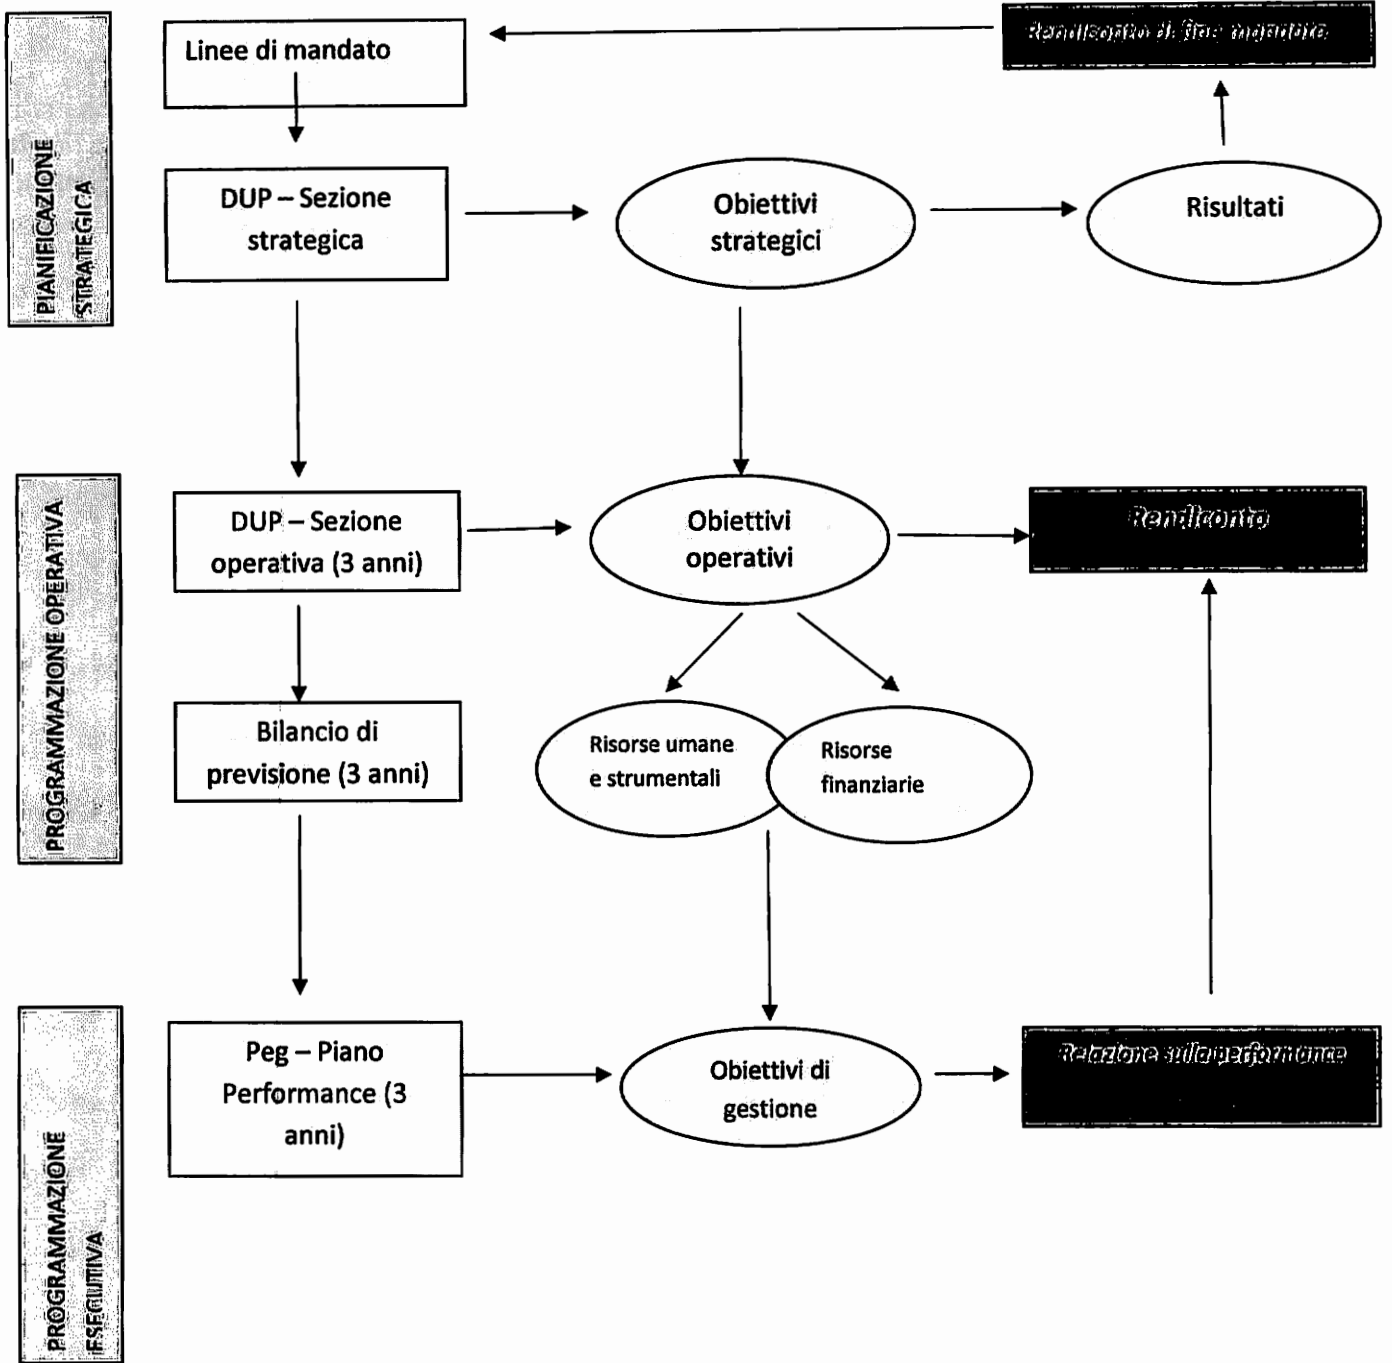 PIANIFICAZIONE
STRATEGICA
Linee di mandato
Rendiconto di fine mandato
DUP – Sezione
strategica
Obiettivi
strategici
Risultati
PROGRAMMAZIONE OPERATIVA
DUP – Sezione
operativa (3 anni)
Obiettivi
operativi
Rendiconto
Bilancio di
previsione (3 anni)
Risorse umane
e strumentali
Risorse
finanziarie
PROGRAMMAZIONE
ESECUTIVA
Peg – Piano
Performance (3
anni)
Obiettivi di
gestione
Relazione sulla performance